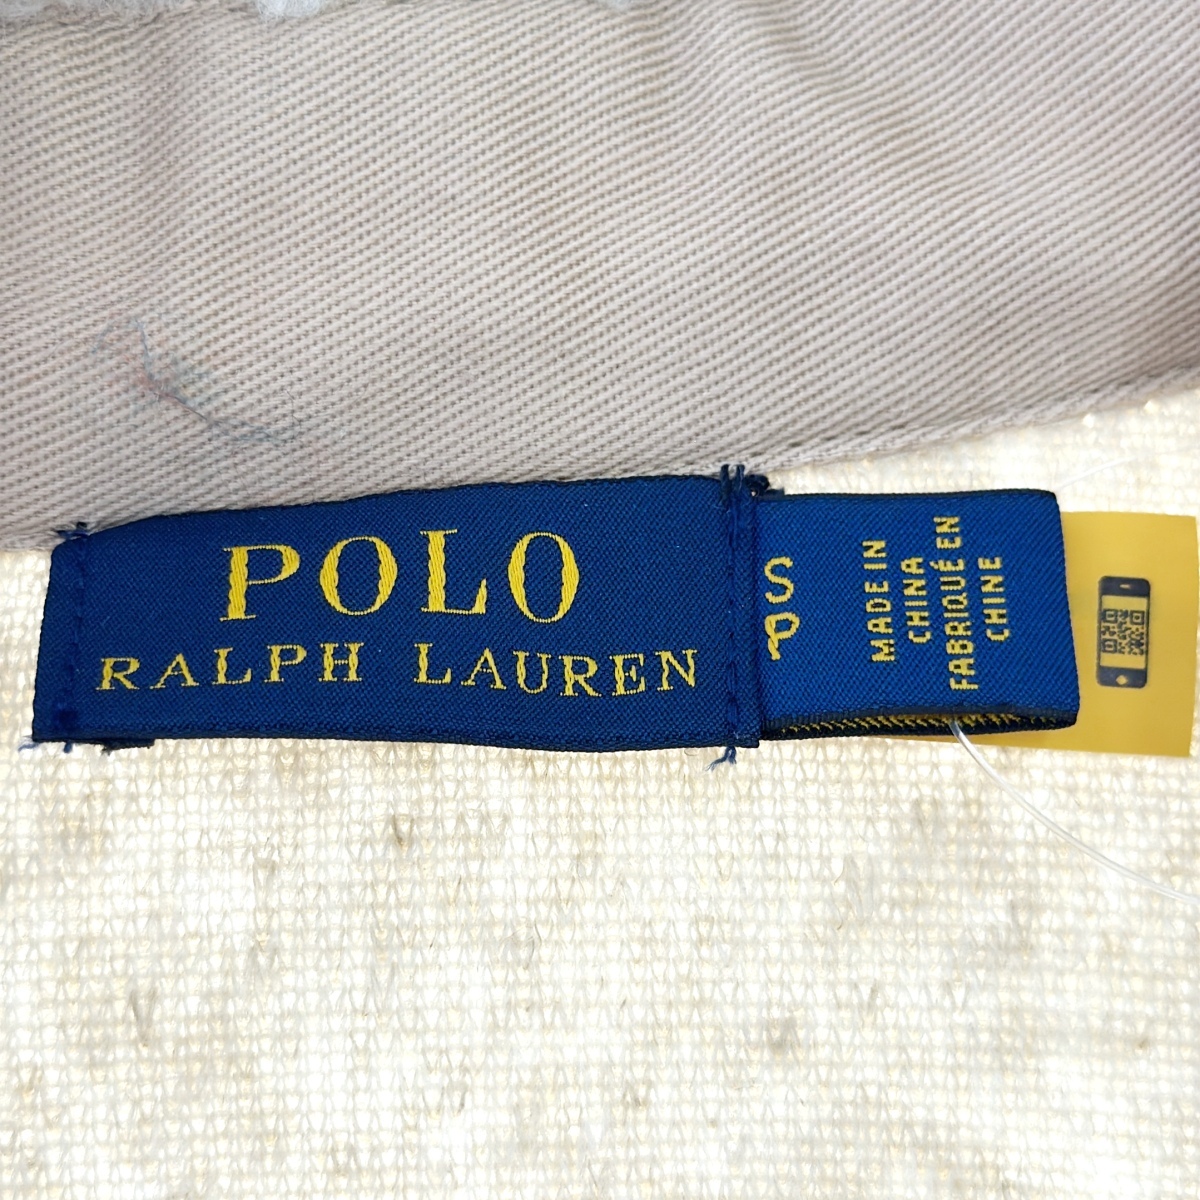 POLO
RALPH LAUREN
S
P
MADE IN
CHINA
FABRIQUÉ EN
CHINE